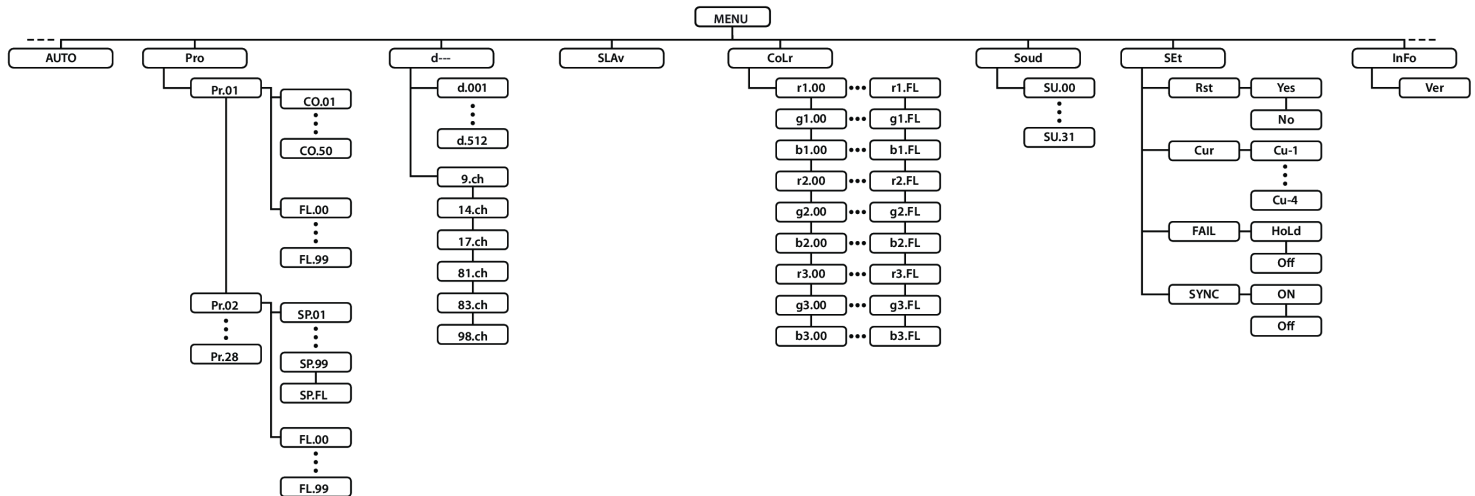 MENU
AUTO
Pro
Pr.01
CO.01
CO.50
FL.00
FL.99
Pr.02
Pr.28
SP.01
SP.99
SP.FL
FL.00
FL.99
d---
d.001
d.512
9.ch
14.ch
17.ch
81.ch
83.ch
98.ch
SLAv
CoLr
r1.00 r1.FL
g1.00 g1.FL
b1.00 b1.FL
r2.00 r2.FL
g2.00 g2.FL
b2.00 b2.FL
r3.00 r3.FL
g3.00 g3.FL
b3.00 b3.FL
Soud
SU.00
SU.31
SEt
Rst Yes
No
Cur Cu-1
Cu-4
FAIL HoLd
Off
SYNC ON
Off
InFo
Ver